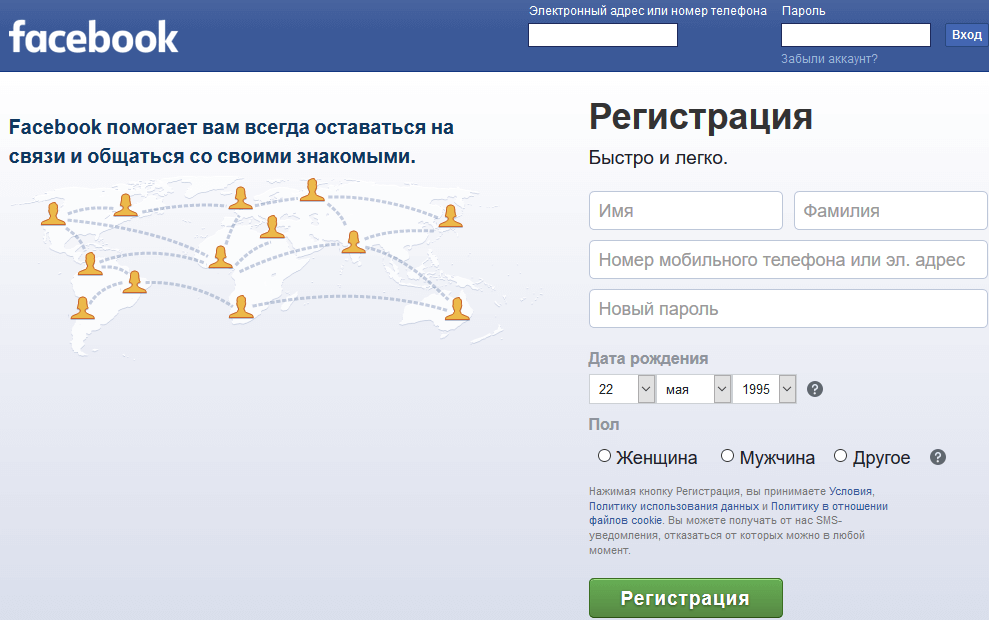 facebook
Электронный адрес или номер телефона
Пароль
Вход
Забыли аккаунт?
Facebook помогает вам всегда оставаться на
связи и общаться со своими знакомыми.
Регистрация
Быстро и легко.
Имя
Фамилия
Номер мобильного телефона или эл. адрес
Новый пароль
Дата рождения
22
мая
1995
?
Пол
Женщина
Мужчина
Другое
?
Нажимая кнопку Регистрация, вы принимаете Условия,
Политику использования данных и Политику в отношении
файлов cookie. Вы можете получать от нас SMS-
уведомления, отказаться от которых можно в любой
момент.
Регистрация